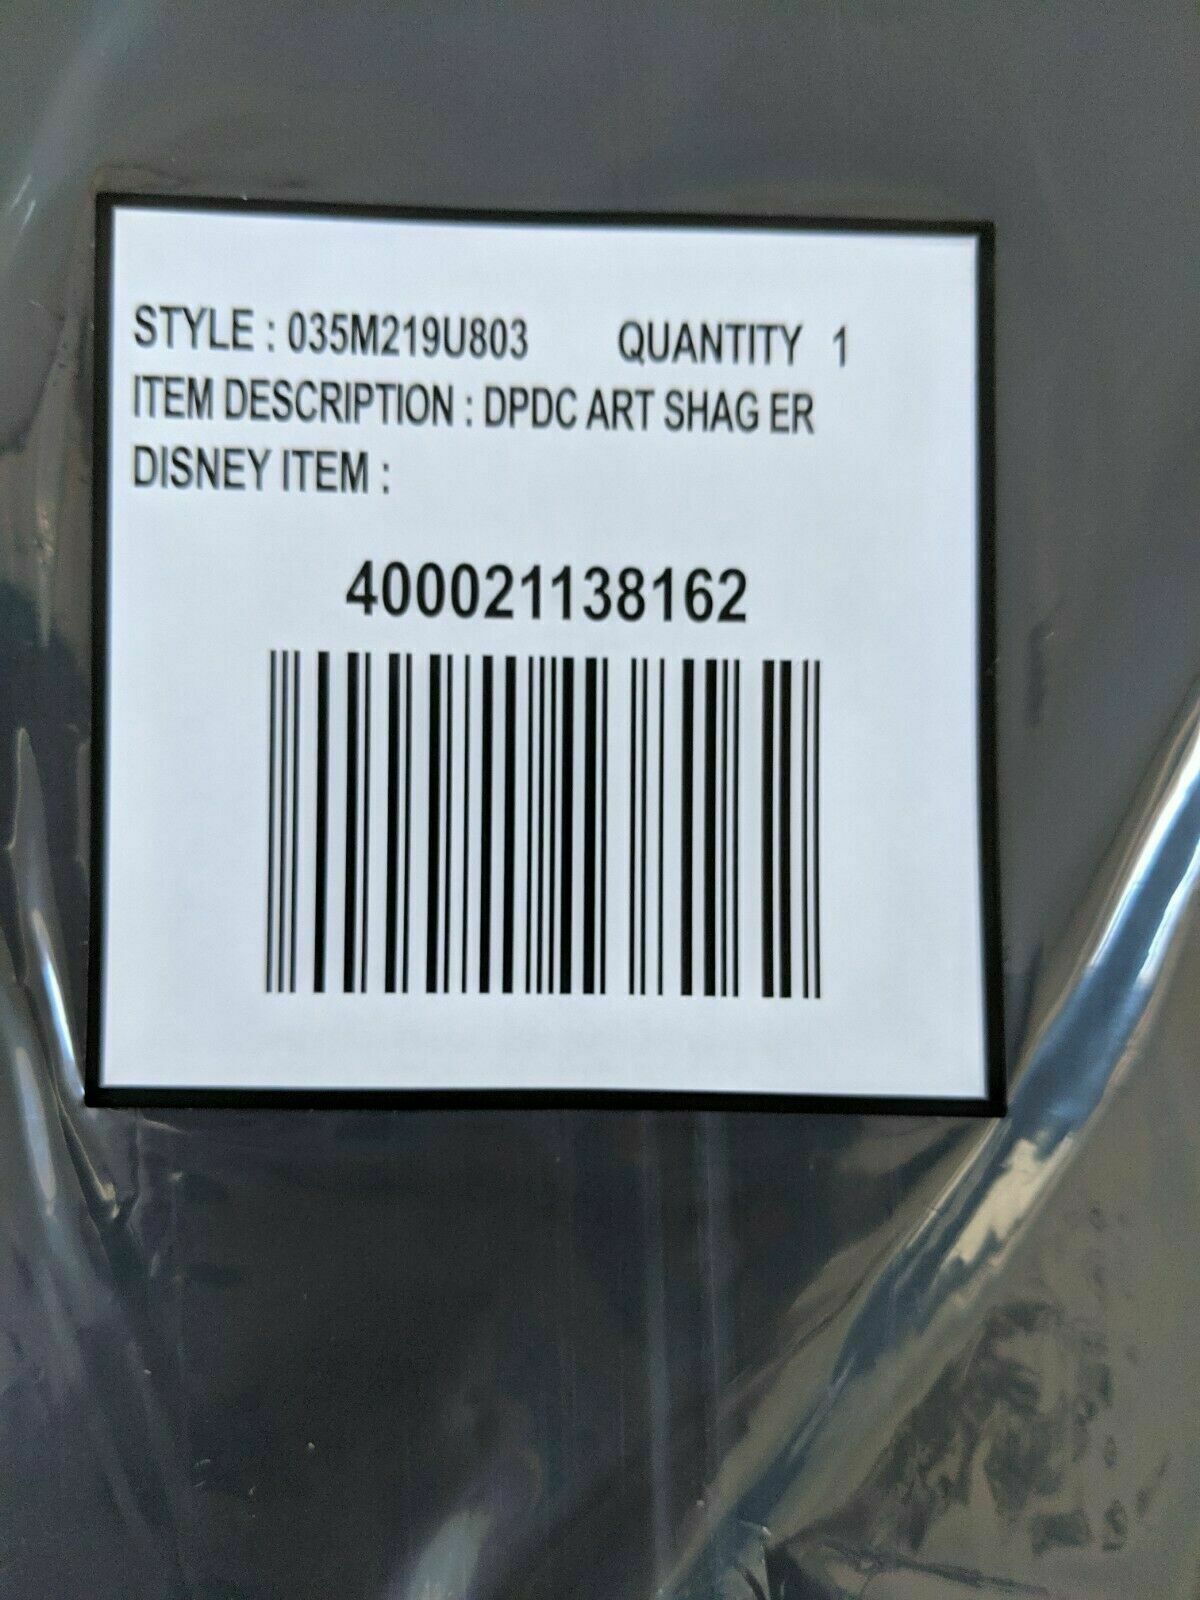 STYLE : 035M219U803 QUANTITY 1
ITEM DESCRIPTION : DPDC ART SHAG ER
DISNEY ITEM :
400021138162